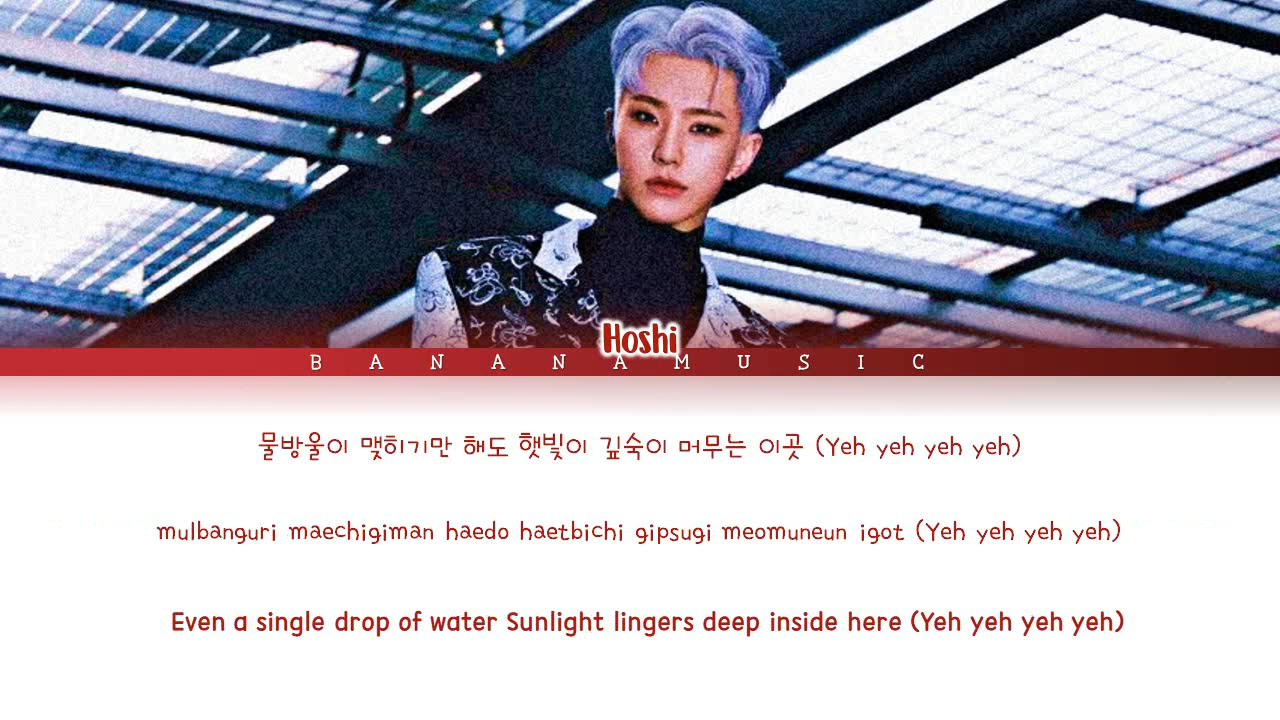 Hoshi
BANANAMUSIC
물방울이 맺히기만 해도 햇빛이 깊숙이 머무는 이곳 (Yeh yeh yeh yeh)
mulbanguri maechigiman haedo haetbichi gipsugi meomuneun igot (Yeh yeh yeh yeh)
Even a single drop of water Sunlight lingers deep inside here (Yeh yeh yeh yeh)